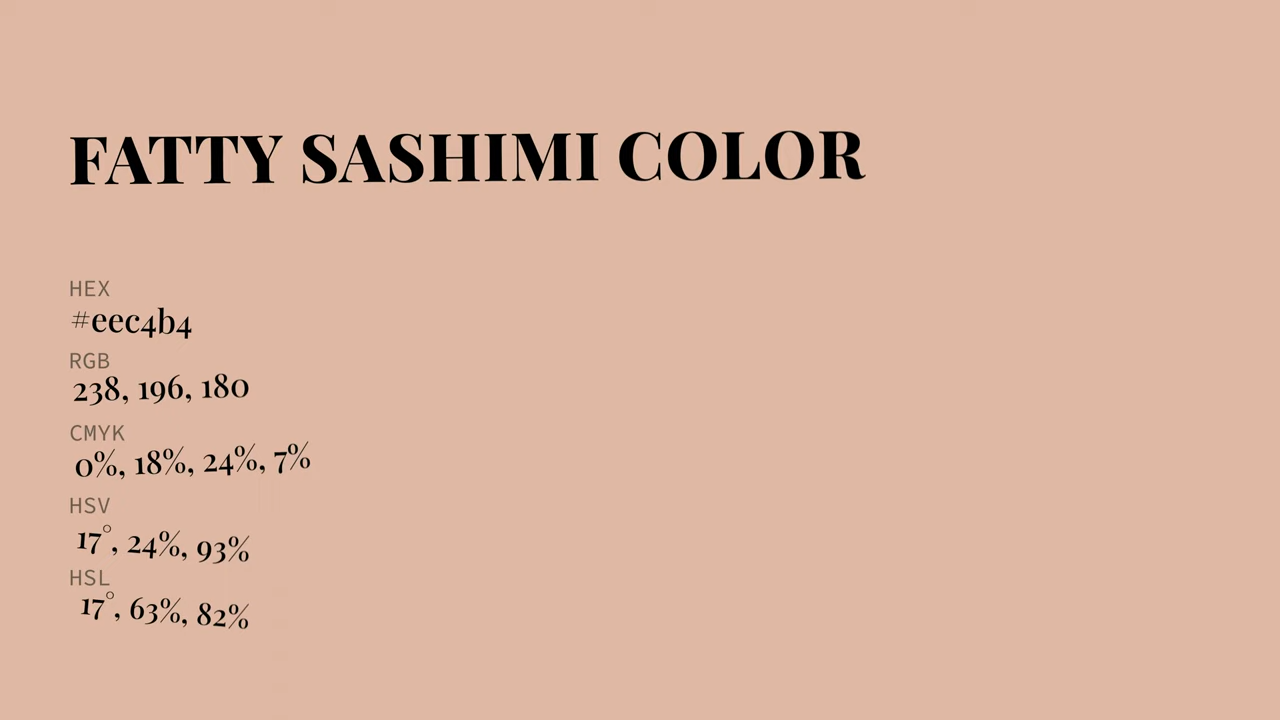 FATTY SASHIMI COLOR
HEX
#eec4b4
RGB
238, 196, 180
CMYK
0%, 18%, 24%, 7%
HSV
17°, 24%, 93%
HSL
17°, 63%, 82%